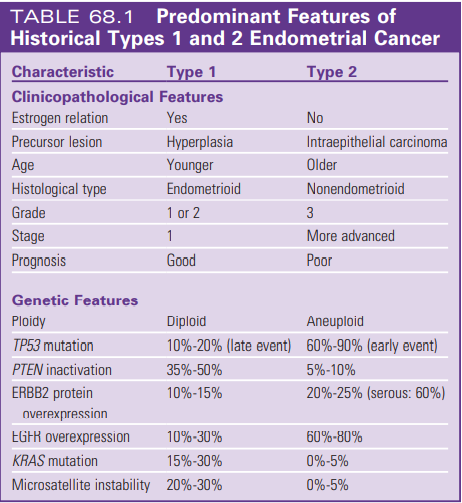 TABLE 68.1 Predominant Features of
Historical Types 1 and 2 Endometrial Cancer
Characteristic Type 1 Type 2
Clinicopathological Features
Estrogen relation Yes No
Precursor lesion Hyperplasia Intraepithelial carcinoma
Age Younger Older
Histological type Endometrioid Nonendometrioid
Grade 1 or 2 3
Stage 1 More advanced
Prognosis Good Poor
Genetic Features
Ploidy Diploid Aneuploid
TP53 mutation 10%-20% (late event) 60%-90% (early event)
PTEN inactivation 35%-50% 5%-10%
ERBB2 protein 10%-15% 20%-25% (serous: 60%)
overexpression
EGFR overexpression 10%-30% 60%-80%
KRAS mutation 15%-30% 0%-5%
Microsatellite instability 20%-30% 0%-5%